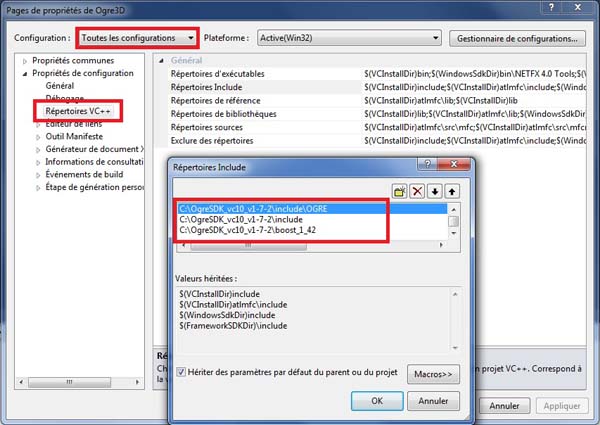 Pages de propriétés de Ogre3D
Configuration : Toutes les configurations Plateforme : Active(Win32) Gestionnaire de configurations...
Propriétés communes
Propriétés de configuration
Général
Débogage
Répertoires VC++
Éditeur de liens
Outil Manifeste
Générateur de document X
Informations de consultati
Événements de build
Étape de génération person
Général
Répertoires d'exécutables $(VCInstallDir)bin;$(WindowsSdkDir)bin\NETFX 4.0 Tools;$(
Répertoires Include $(VCInstallDir)include;$(VCInstallDir)atlmfc\include;$(Windo
Répertoires de référence $(VCInstallDir)atlmfc\lib;$(VCInstallDir)lib
Répertoires de bibliothèques $(VCInstallDir)lib;$(VCInstallDir)atlmfc\lib;$(WindowsSdkD
Répertoires sources $(VCInstallDir)atlmfc\src\mfc;$(VCInstallDir)atlmfc\src\mfcm
Exclure des répertoires $(VCInstallDir)include;$(VCInstallDir)atlmfc\include;$(Windo
Répertoires Include
C:\OgreSDK_vc10_v1-7-2\include\OGRE
C:\OgreSDK_vc10_v1-7-2\include
C:\OgreSDK_vc10_v1-7-2\boost_1_42
Valeurs héritées :
$(VCInstallDir)include
$(VCInstallDir)atlmfc\include
$(WindowsSdkDir)include
$(FrameworkSDKDir)\include
Hériter des paramètres par défaut du parent ou du projet Macros>>
OK Annuler
Ré
Ch n projet VC++. Correspond à
la v
Annuler Appliquer